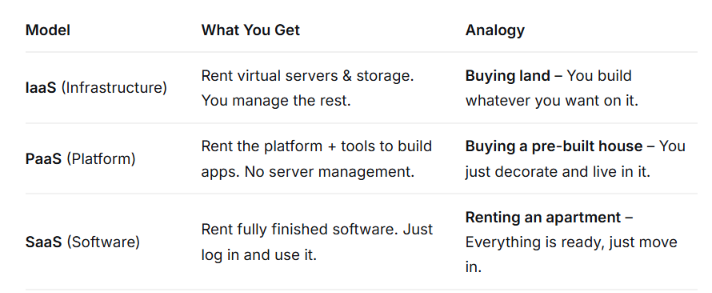 Model What You Get Analogy
IaaS (Infrastructure) Rent virtual servers & storage. You manage the rest. Buying land – You build whatever you want on it.
PaaS (Platform) Rent the platform + tools to build apps. No server management. Buying a pre-built house – You just decorate and live in it.
SaaS (Software) Rent fully finished software. Just log in and use it. Renting an apartment – Everything is ready, just move in.